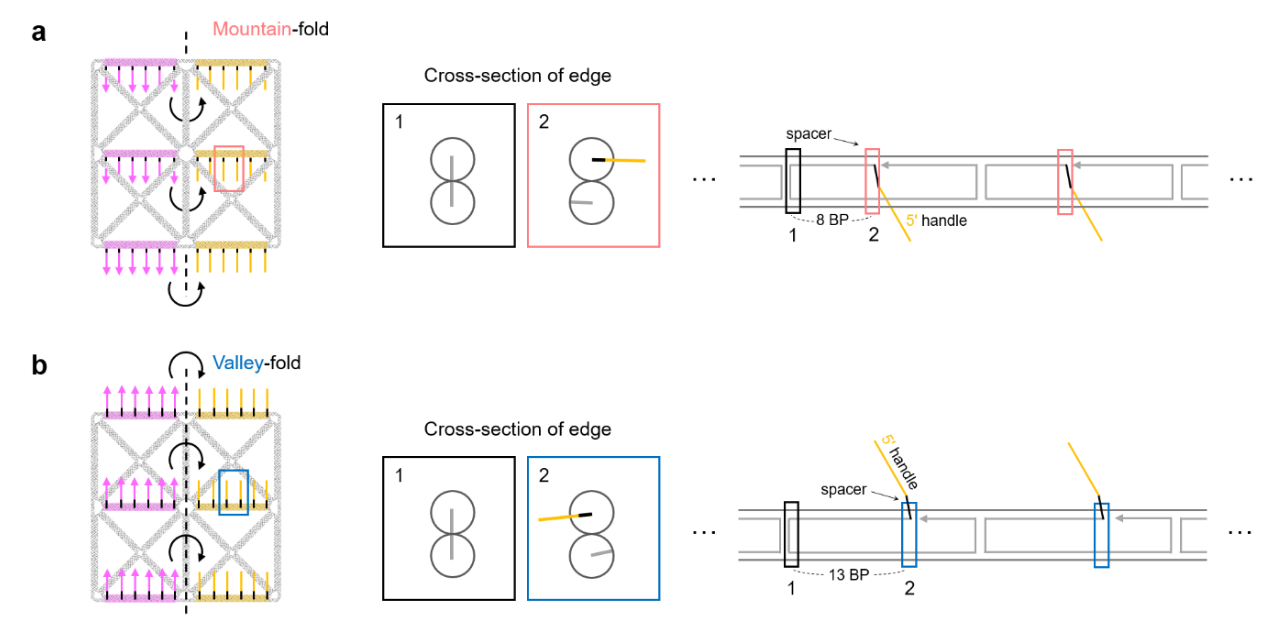 a
Mountain-fold
Cross-section of edge
1
2
spacer
...
8 BP
5' handle
...
1
2
b
Valley-fold
Cross-section of edge
1
2
5' handle
spacer
...
...
13 BP
1
2